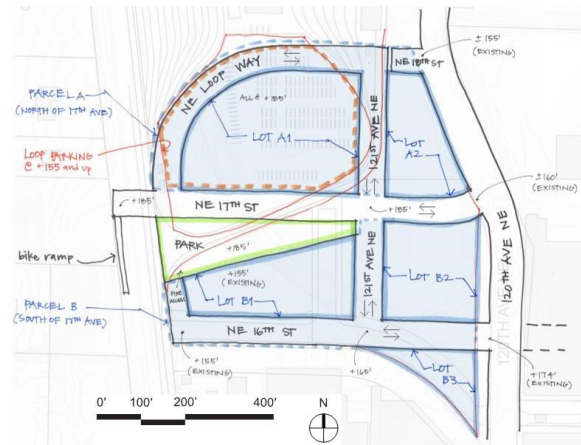 ± 155'
(EXISTING)
NE 18TH ST
NE LOOP WAY
PARCEL A
(NORTH OF 17TH AVE)
ALL @ +185'
LOT A1
121ST AVE NE
LOT
A2
LOOP PARKING
@ +155 and up
±160'
(EXISTING)
+185'
NE 17TH ST
+185'
PARK
+185'
120TH AVE NE
bike ramp
+155'
(EXISTING)
FIRE
ACCESS
LOT B1
121ST AVE NE
LOT B2
PARCEL B
(SOUTH OF 17TH AVE)
NE 16TH ST
+155'
(EXISTING)
+165'
LOT
B3
+174'
(EXISTING)
0' 100' 200' 400'
N